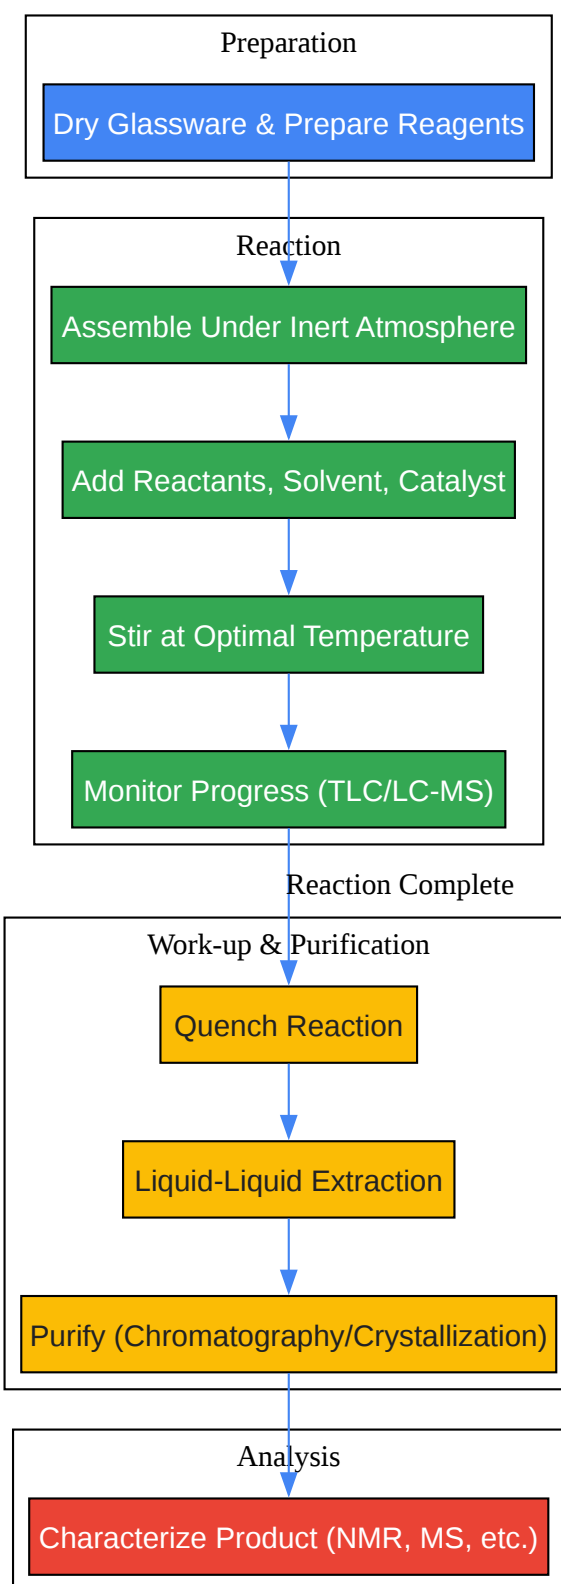 Preparation
Dry Glassware & Prepare Reagents
Reaction
Assemble Under Inert Atmosphere
Add Reactants, Solvent, Catalyst
Stir at Optimal Temperature
Monitor Progress (TLC/LC-MS)
Reaction Complete
Work-up & Purification
Quench Reaction
Liquid-Liquid Extraction
Purify (Chromatography/Crystallization)
Analysis
Characterize Product (NMR, MS, etc.)